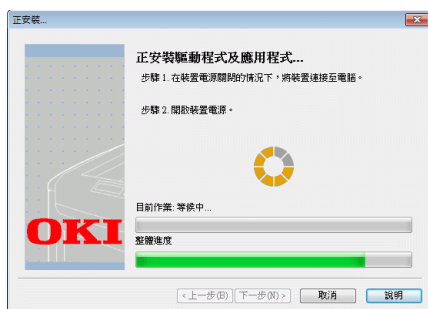 正安裝...
正安裝驅動程式及應用程式...
步驟 1. 在裝置電源關閉的情況下，將裝置連接至電腦。
步驟 2. 開啟裝置電源。
目前作業: 等候中...
OKI
整體進度
< 上一步(B)
下一步(N) >
取消
說明